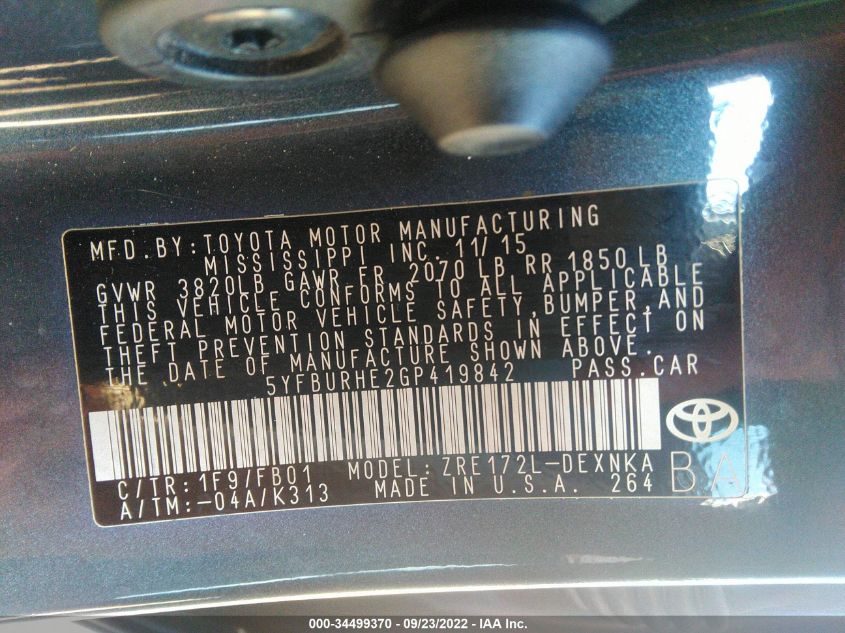 MFD.BY:TOYOTA MOTOR MANUFACTURING
MISSISSIPPI INC. 11/15
GVWR 3820LB GAWR FR 2070 LB RR 1850 LB
THIS VEHICLE CONFORMS TO ALL APPLICABLE
FEDERAL MOTOR VEHICLE SAFETY,BUMPER,AND
THEFT PREVENTION STANDARDS IN EFFECT ON
THE DATE OF MANUFACTURE SHOWN ABOVE.
5YFBURHE2GP419842 PASS.CAR
C/TR:1F9/FB01 MODEL:ZRE172L-DEXNKA
A/TM:-04A/K313 MADE IN U.S.A. 264 BA
000-34499370 - 09/23/2022 - IAA Inc.